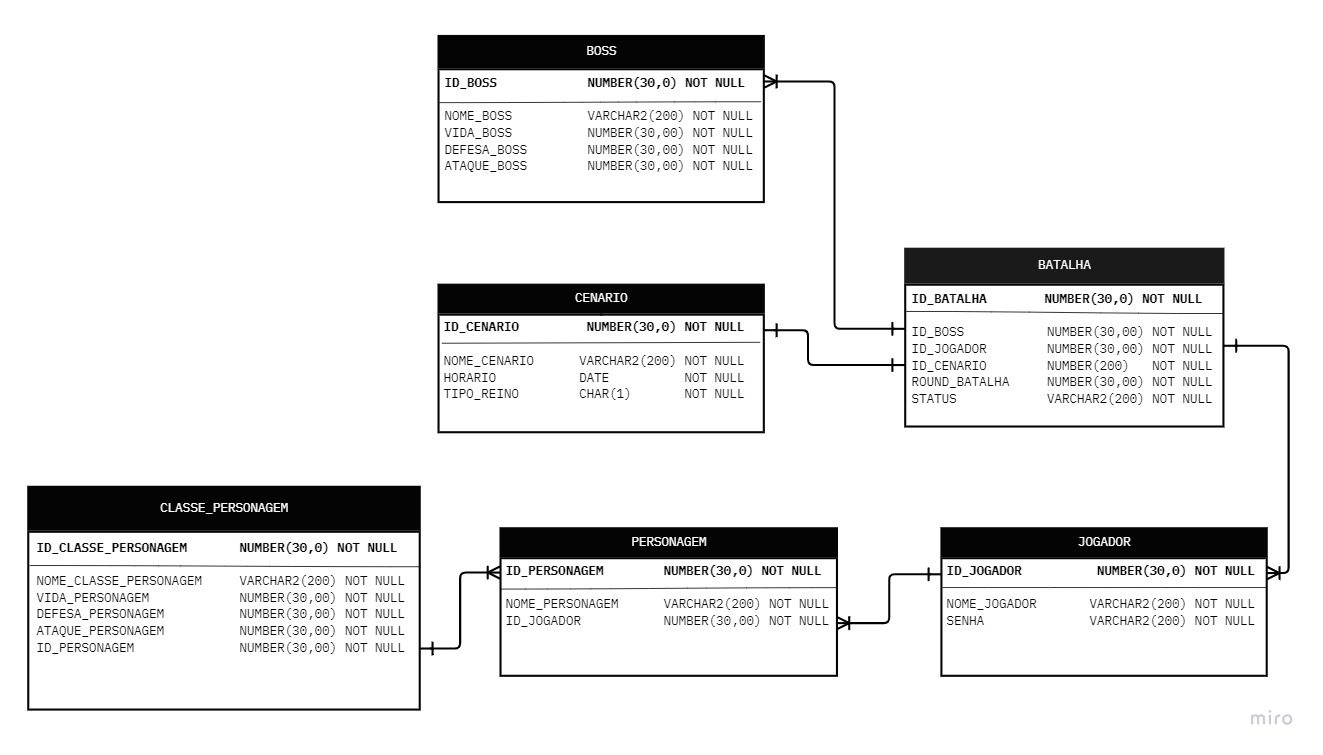 BOSS
ID_BOSS NUMBER(30,0) NOT NULL
NOME_BOSS VARCHAR2(200) NOT NULL
VIDA_BOSS NUMBER(30,00) NOT NULL
DEFESA_BOSS NUMBER(30,00) NOT NULL
ATAQUE_BOSS NUMBER(30,00) NOT NULL
CENARIO
ID_CENARIO NUMBER(30,0) NOT NULL
NOME_CENARIO VARCHAR2(200) NOT NULL
HORARIO DATE NOT NULL
TIPO_REINO CHAR(1) NOT NULL
BATALHA
ID_BATALHA NUMBER(30,0) NOT NULL
ID_BOSS NUMBER(30,00) NOT NULL
ID_JOGADOR NUMBER(30,00) NOT NULL
ID_CENARIO NUMBER(200) NOT NULL
ROUND_BATALHA NUMBER(30,00) NOT NULL
STATUS VARCHAR2(200) NOT NULL
CLASSE_PERSONAGEM
ID_CLASSE_PERSONAGEM NUMBER(30,0) NOT NULL
NOME_CLASSE_PERSONAGEM VARCHAR2(200) NOT NULL
VIDA_PERSONAGEM NUMBER(30,00) NOT NULL
DEFESA_PERSONAGEM NUMBER(30,00) NOT NULL
ATAQUE_PERSONAGEM NUMBER(30,00) NOT NULL
ID_PERSONAGEM NUMBER(30,00) NOT NULL
PERSONAGEM
ID_PERSONAGEM NUMBER(30,0) NOT NULL
NOME_PERSONAGEM VARCHAR2(200) NOT NULL
ID_JOGADOR NUMBER(30,00) NOT NULL
JOGADOR
ID_JOGADOR NUMBER(30,0) NOT NULL
NOME_JOGADOR VARCHAR2(200) NOT NULL
SENHA VARCHAR2(200) NOT NULL
miro